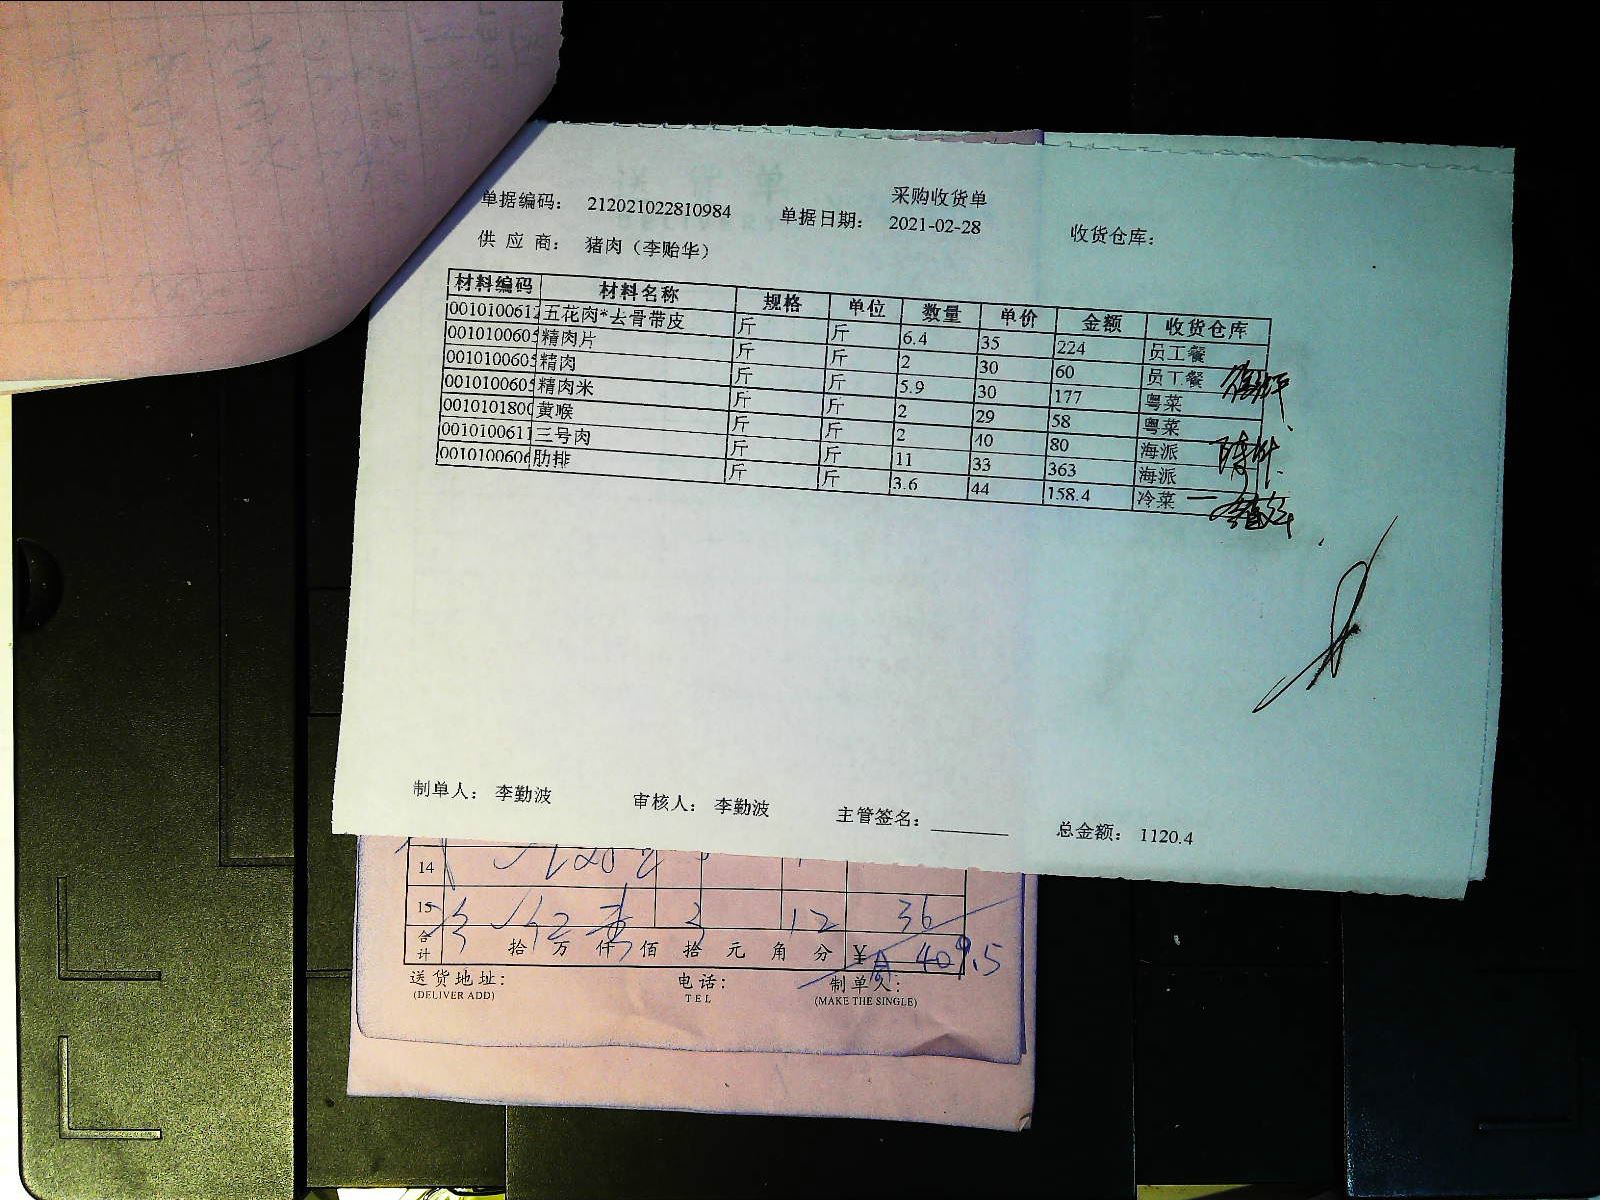 采购收货单
单据编码： 212021022810984 单据日期： 2021-02-28 收货仓库：
供 应 商： 猪肉（李贻华）
材料编码 材料名称 规格 单位 数量 单价 金额 收货仓库
001010061 五花肉*去骨带皮 斤 斤 6.4 35 224 员工餐
001010060 精肉片 斤 斤 2 30 60 员工餐
001010060 精肉 斤 斤 5.9 30 177 粤菜
001010060 精肉米 斤 斤 2 29 58 粤菜
001010180 黄喉 斤 斤 2 40 80 海派
001010061 三号肉 斤 斤 11 33 363 海派
001010060 肋排 斤 斤 3.6 44 158.4 冷菜
制单人： 李勤波 审核人： 李勤波 主管签名： 总金额： 1120.4
14
15 3 12 36
合计 拾 万 仟 佰 拾 元 角 分 ¥ 409.5
送货地址： 电话： 制单人：
(DELIVER ADD) TEL (MAKE THE SINGLE)